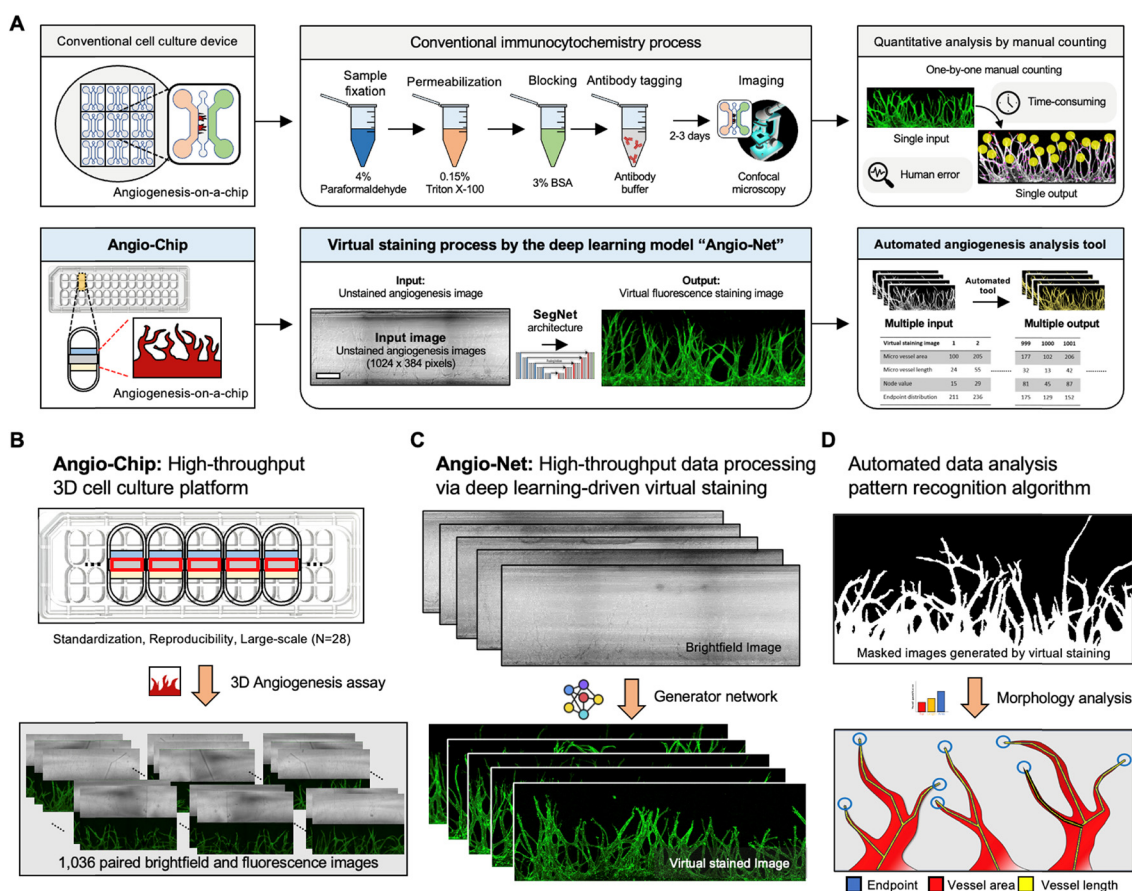 A
Conventional cell culture device
Angiogenesis-on-a-chip
Conventional immunocytochemistry process
Sample
fixation
Permeabilization
Blocking
Antibody tagging
Imaging
2-3 days
4%
Paraformaldehyde
0.15%
Triton X-100
3% BSA
Antibody
buffer
Confocal
microscopy
Quantitative analysis by manual counting
One-by-one manual counting
Time-consuming
Single input
Human error
Single output
Angio-Chip
Angiogenesis-on-a-chip
Virtual staining process by the deep learning model “Angio-Net”
Input:
Unstained angiogenesis image
Output:
Virtual fluorescence staining image
Input image
Unstained angiogenesis images
(1024 x 384 pixels)
SegNet
architecture
Automated angiogenesis analysis tool
Automated
tool
Multiple input
Multiple output
Virtual staining image 1 2 999 1000 1001
Micro vessel area 100 205 177 102 206
Micro vessel length 24 55 ......... 32 13 42 .........
Node value 15 29 81 45 87
Endpoint distribution 211 236 175 129 152
B
Angio-Chip: High-throughput
3D cell culture platform
Standardization, Reproducibility, Large-scale (N=28)
3D Angiogenesis assay
1,036 paired brightfield and fluorescence images
C
Angio-Net: High-throughput data processing
via deep learning-driven virtual staining
Brightfield Image
Generator network
Virtual stained Image
D
Automated data analysis
pattern recognition algorithm
Masked images generated by virtual staining
Morphology analysis
Endpoint Vessel area Vessel length